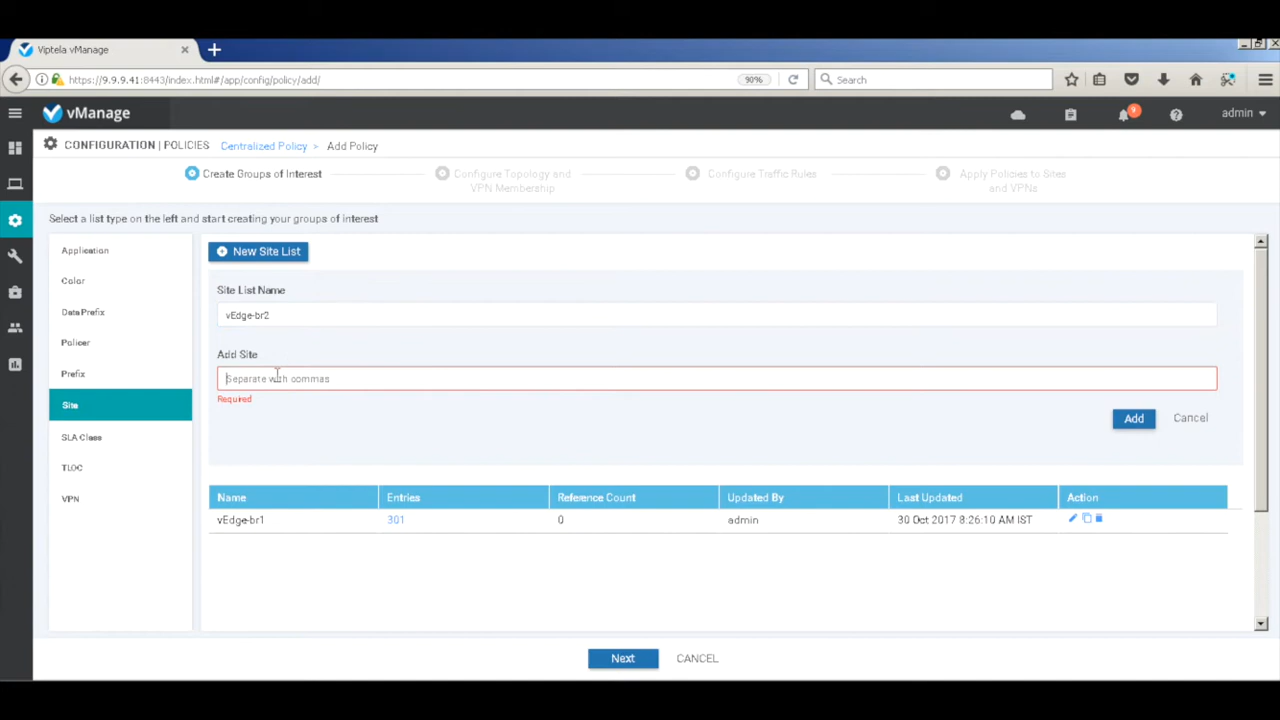 Viptela vManage
https://9.9.9.41:8443/index.html#/app/config/policy/add/
90%
Search
vManage
9
admin
CONFIGURATION | POLICIES Centralized Policy > Add Policy
Create Groups of Interest
Configure Topology and
VPN Membership
Configure Traffic Rules
Apply Policies to Sites
and VPNs
Select a list type on the left and start creating your groups of interest
Application
Color
Data Prefix
Policer
Prefix
Site
SLA Class
TLOC
VPN
New Site List
Site List Name
vEdge-br2
Add Site
Separate with commas
Required
Add Cancel
Name Entries Reference Count Updated By Last Updated Action
vEdge-br1 301 0 admin 30 Oct 2017 8:26:10 AM IST
Next CANCEL